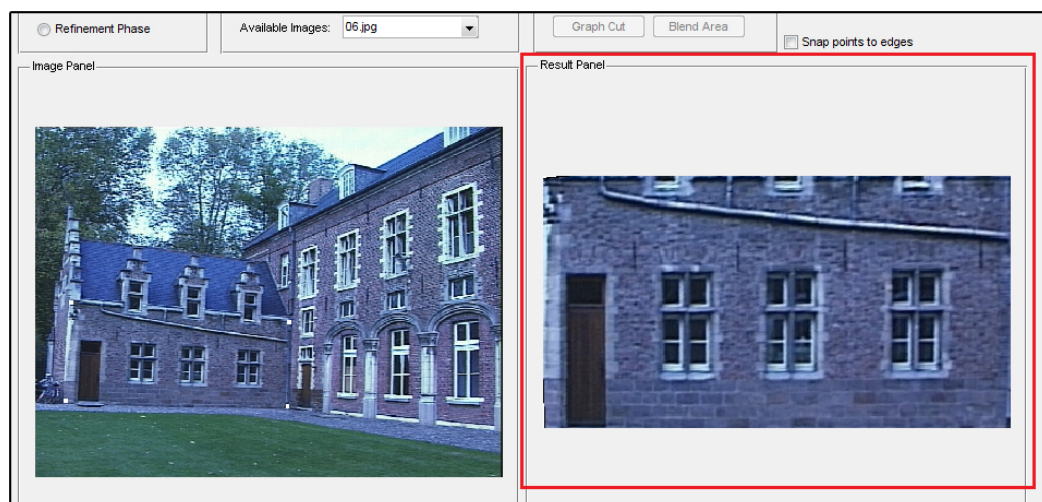 Refinement Phase
Available Images: 06.jpg
Graph Cut Blend Area
Snap points to edges
Image Panel
Result Panel